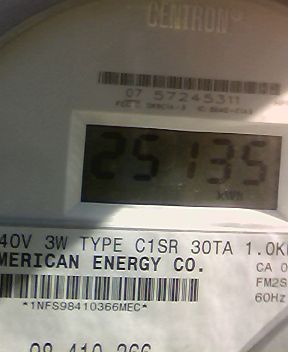 CENTRON
07 57245311
25135
kWh
40V 3W TYPE C1SR 30TA 1.0K
MERICAN ENERGY CO.
CA 0
FM2S
60Hz
*1NFS98410366MEC*
98 410 366